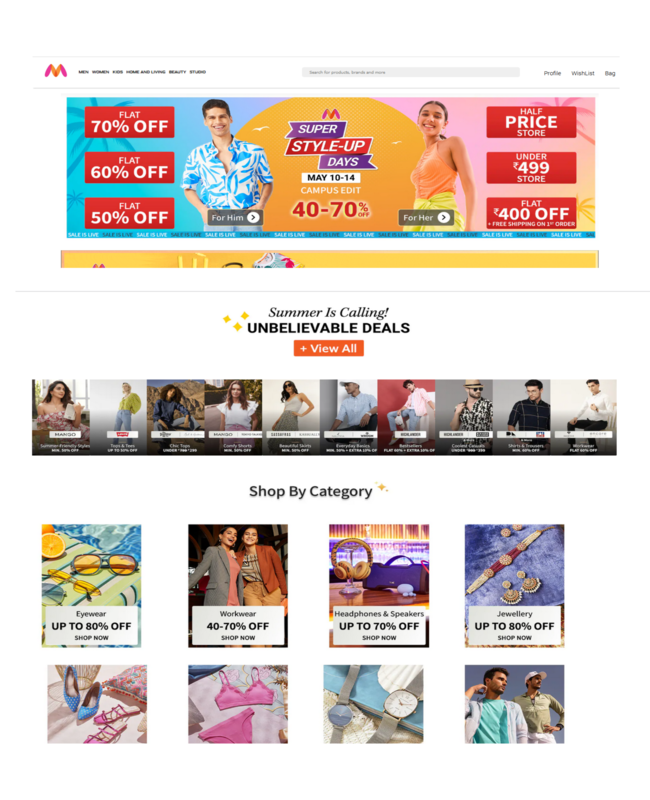 MEN WOMEN KIDS HOME AND LIVING BEAUTY STUDIO
Search for products, brands and more
Profile WishList Bag
FLAT
70% OFF
FLAT
60% OFF
FLAT
50% OFF
SUPER
STYLE-UP
DAYS
MAY 10-14
CAMPUS EDIT
40-70% OFF
For Him
For Her
HALF
PRICE
STORE
UNDER
₹499
STORE
FLAT
₹400 OFF
+ FREE SHIPPING ON 1ST ORDER
SALE IS LIVE SALE IS LIVE SALE IS LIVE SALE IS LIVE SALE IS LIVE SALE IS LIVE SALE IS LIVE SALE IS LIVE SALE IS LIVE SALE IS LIVE SALE IS LIVE SALE IS LIVE SALE IS LIVE SALE IS LIVE
Summer Is Calling!
UNBELIEVABLE DEALS
+ View All
MANGO
Summer-Friendly Styles
MIN. 50% OFF
Levi's
Tops & Tees
UP TO 50% OFF
Chic Tops
UNDER
MANGO
Comfy Shorts
MIN. 50% OFF
Beautiful Skirts
MIN. 50% OFF
Everyday Basics
MIN. 50% + EXTRA 10% OF
HIGHLANDER
Bestsellers
FLAT 60% + EXTRA 10% OF
HIGHLANDER
Coolest Casuals
UNDER
Shirts & Trousers
MIN. 50% OFF
Workwear
FLAT 60% OFF
Shop By Category
Eyewear
UP TO 80% OFF
SHOP NOW
Workwear
40-70% OFF
SHOP NOW
Headphones & Speakers
UP TO 70% OFF
SHOP NOW
Jewellery
UP TO 80% OFF
SHOP NOW